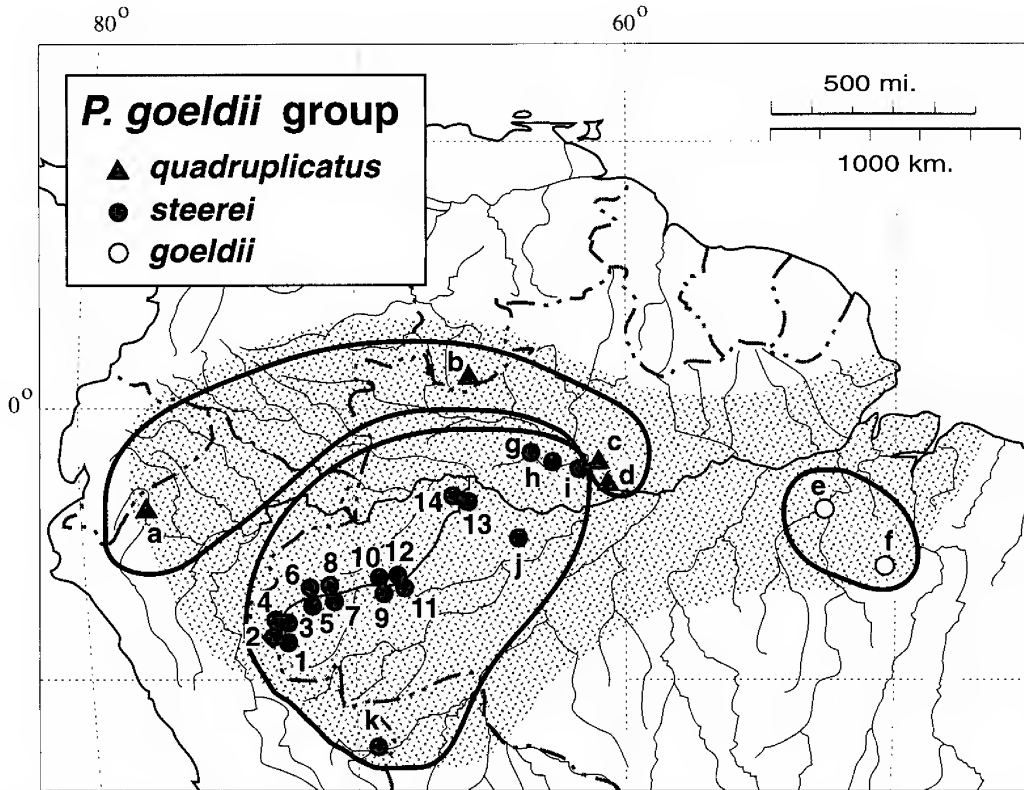 80° 60°
500 mi.
1000 km.
P. goeldii group
quadruplicatus
steerei
goeldii
0°
b
c
g
h
i
d
e
14
13
a
f
10 12
8
6
j
4
7
9
11
5
3
2
1
k